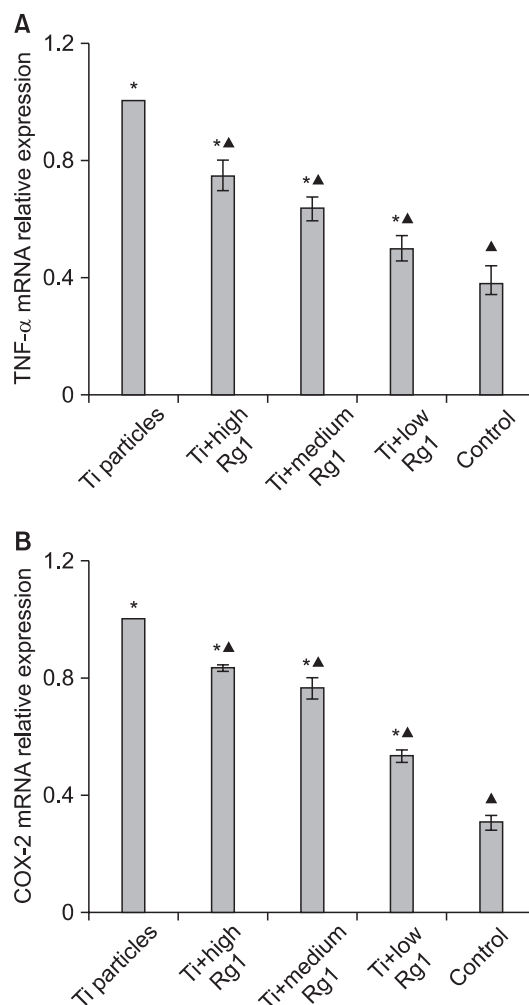 A
TNF-α mRNA relative expression
1.2
0.8
0.4
0
*
*▲
*▲
*▲
▲
Ti particles
Ti+high
Rg1
Ti+medium
Rg1
Ti+low
Rg1
Control
B
COX-2 mRNA relative expression
1.2
0.8
0.4
0
*
*▲
*▲
*▲
▲
Ti particles
Ti+high
Rg1
Ti+medium
Rg1
Ti+low
Rg1
Control